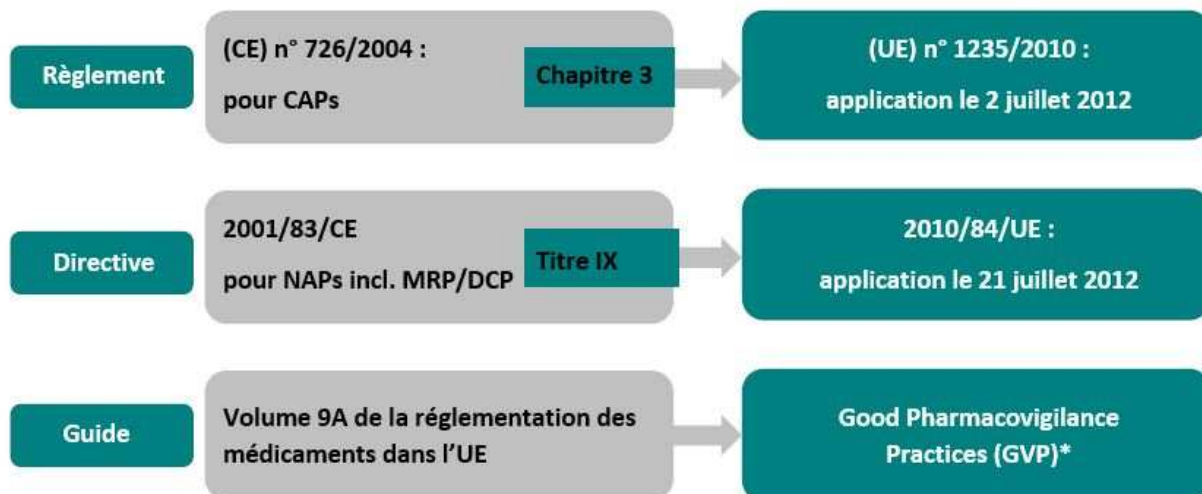 Règlement
(CE) n° 726/2004 :
pour CAPs
Chapitre 3
(UE) n° 1235/2010 :
application le 2 juillet 2012
Directive
2001/83/CE
pour NAPs incl. MRP/DCP
Titre IX
2010/84/UE :
application le 21 juillet 2012
Guide
Volume 9A de la réglementation des
médicaments dans l'UE
Good Pharmacovigilance
Practices (GVP)*